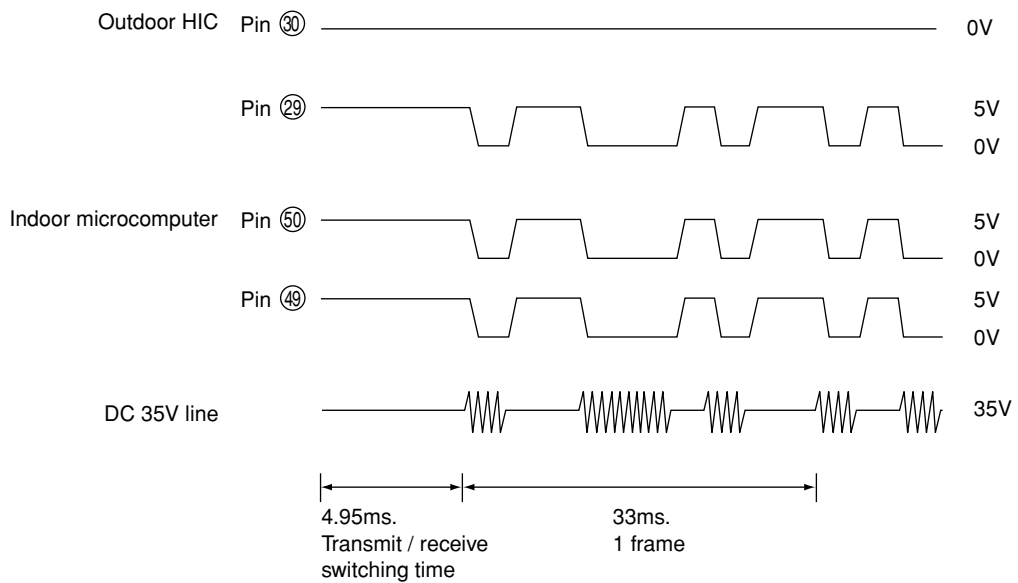 Outdoor HIC Pin ㉚ 0V
Pin ㉙ 5V
0V
Indoor microcomputer Pin ㊿ 5V
0V
Pin ㊾ 5V
0V
DC 35V line 35V
4.95ms. 33ms.
Transmit / receive 1 frame
switching time